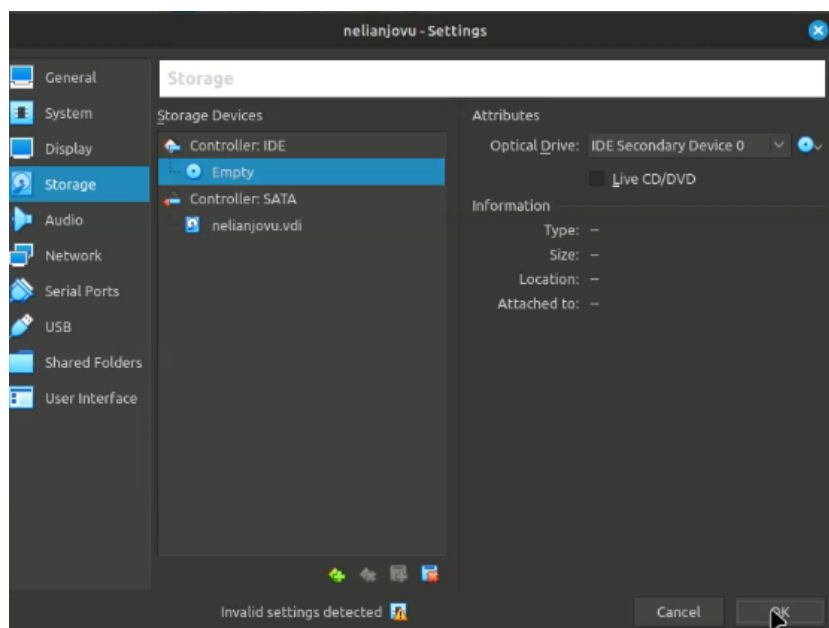 nelianjovu - Settings
General
System
Display
Storage
Audio
Network
Serial Ports
USB
Shared Folders
User Interface
Storage
Storage Devices
Controller: IDE
Empty
Controller: SATA
nelianjovu.vdi
Attributes
Optical Drive: IDE Secondary Device 0
Live CD/DVD
Information
Type: --
Size: --
Location: --
Attached to: --
Invalid settings detected
Cancel
OK